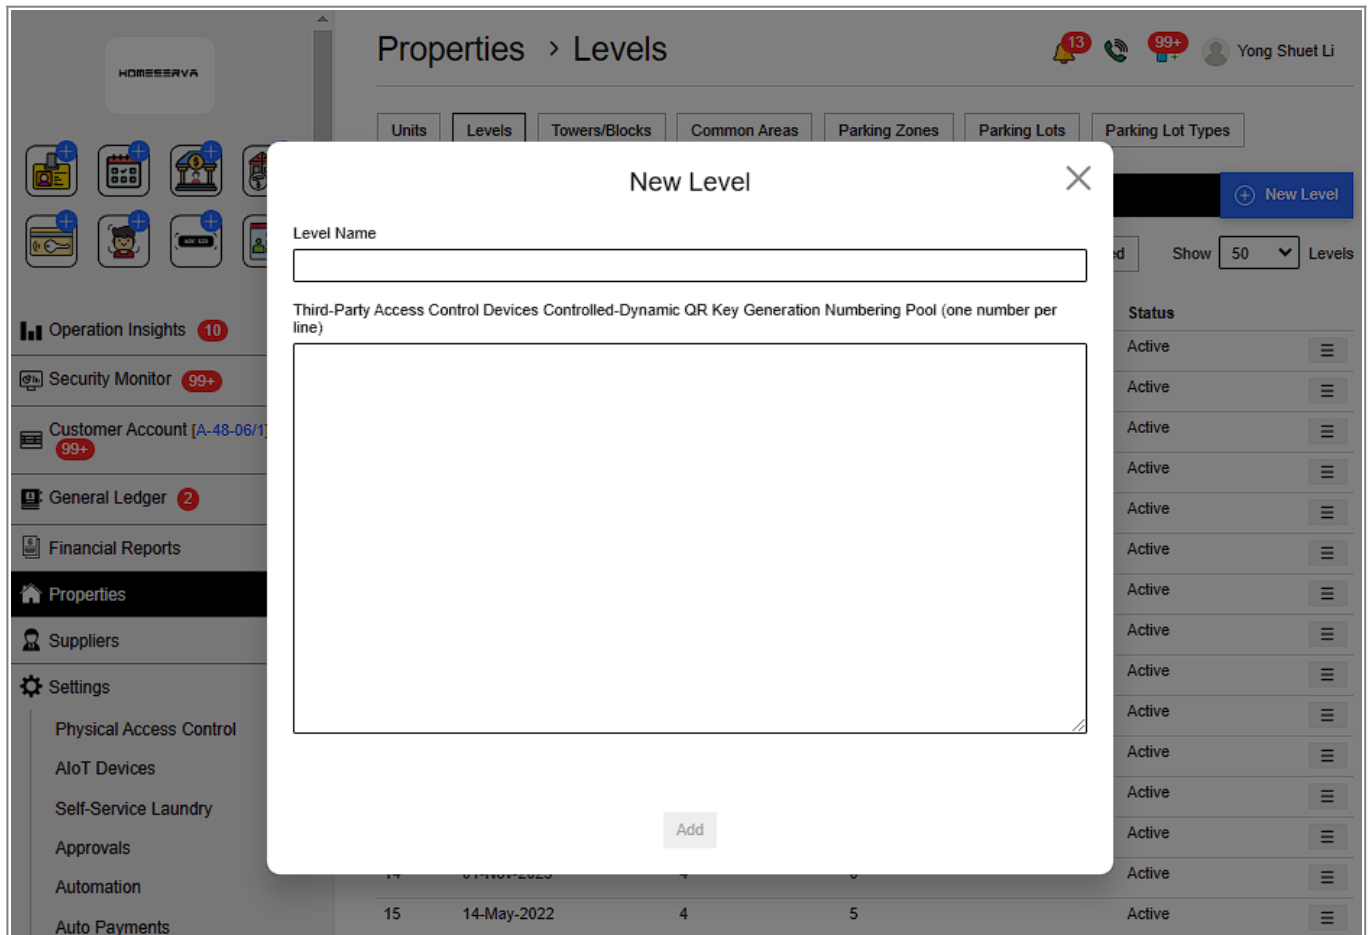 HOMESERVA
Properties > Levels
13
99+
Yong Shuet Li
Units
Levels
Towers/Blocks
Common Areas
Parking Zones
Parking Lots
Parking Lot Types
New Level
Show 50 Levels
Status
Active
Active
Active
Active
Active
Active
Active
Active
Active
Active
Active
Active
Active
Active
15 14-May-2022 4 5 Active
Operation Insights 10
Security Monitor 99+
Customer Account [A-48-06/1]
99+
General Ledger 2
Financial Reports
Properties
Suppliers
Settings
Physical Access Control
AIoT Devices
Self-Service Laundry
Approvals
Automation
Auto Payments
New Level
Level Name
Third-Party Access Control Devices Controlled-Dynamic QR Key Generation Numbering Pool (one number per
line)
Add